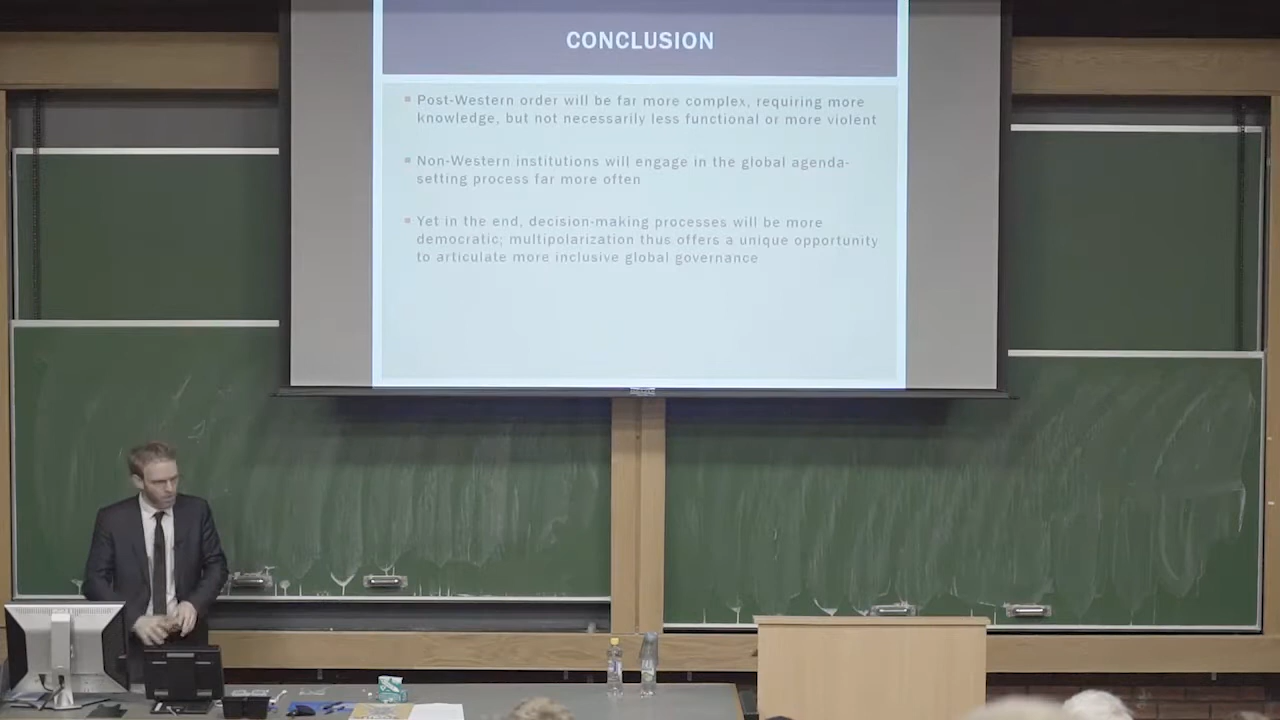 CONCLUSION
Post-Western order will be far more complex, requiring more
knowledge, but not necessarily less functional or more violent
Non-Western institutions will engage in the global agenda-
setting process far more often
Yet in the end, decision-making processes will be more
democratic; multipolarization thus offers a unique opportunity
to articulate more inclusive global governance